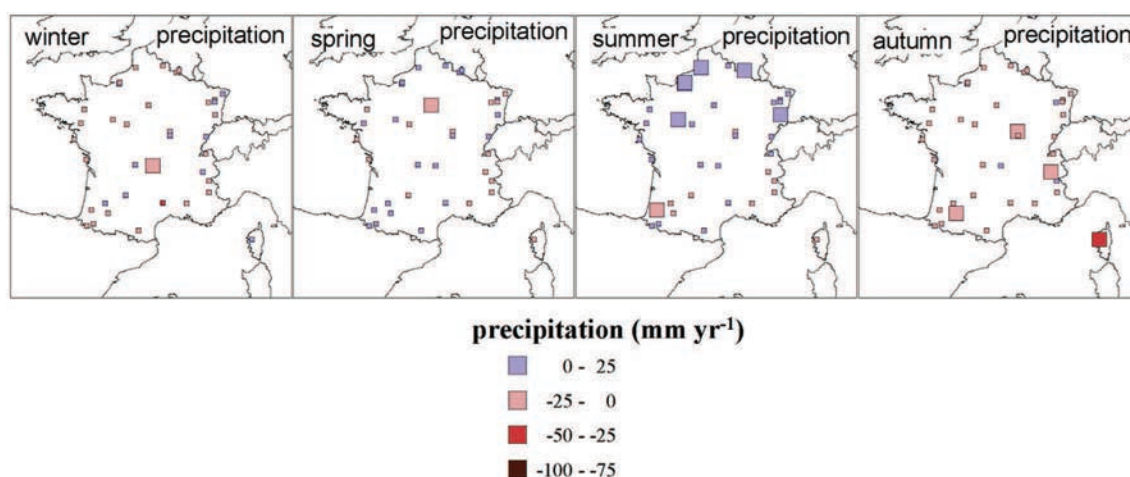 winter precipitation
spring precipitation
summer precipitation
autumn precipitation
precipitation (mm yr-1)
0 - 25
-25 - 0
-50 - -25
-100 - -75